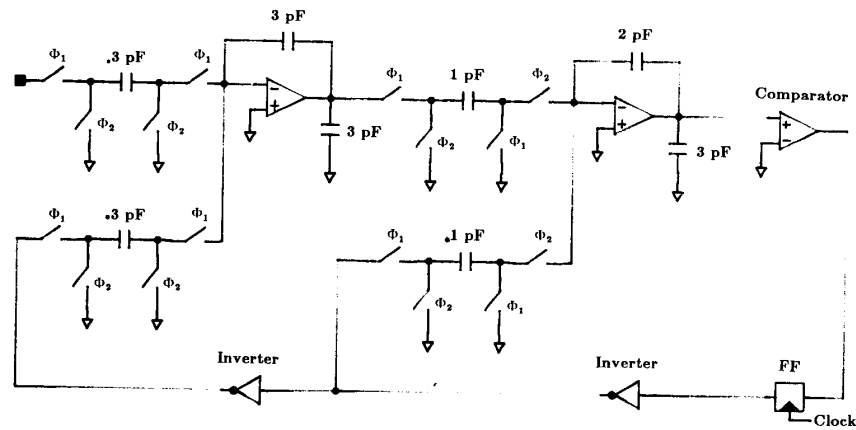 3 pF
2 pF
Φ₁
.3 pF
Φ₁
Φ₁
1 pF
Φ₂
Comparator
−
+
−
+
+
−
Φ₂
Φ₂
3 pF
Φ₂
Φ₁
3 pF
Φ₁
.3 pF
Φ₁
Φ₁
.1 pF
Φ₂
Φ₂
Φ₂
Φ₂
Φ₁
Inverter
Inverter
FF
Clock